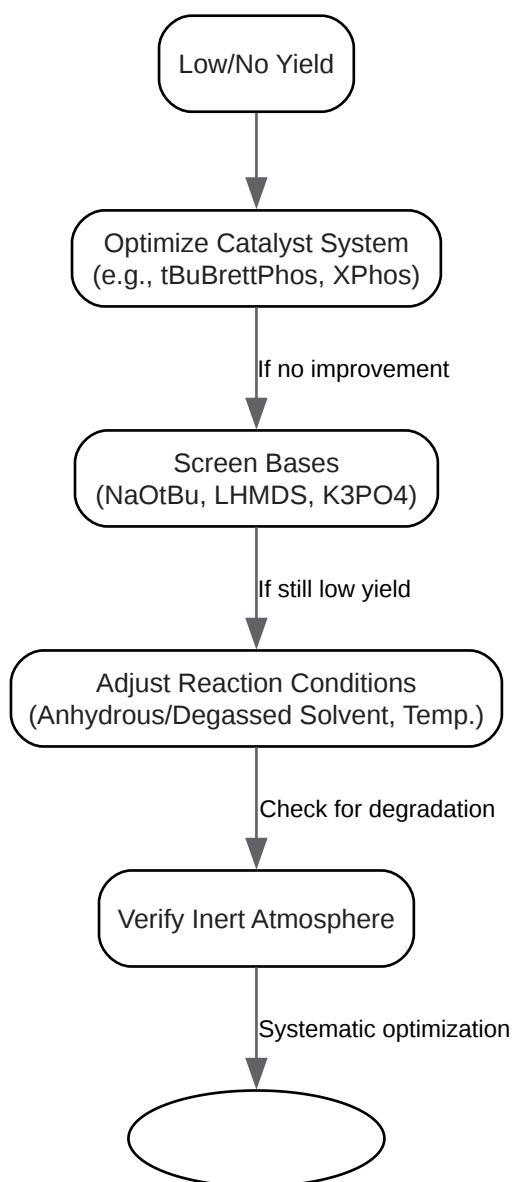 Low/No Yield
Optimize Catalyst System
(e.g., tBuBrettPhos, XPhos)
If no improvement
Screen Bases
(NaOtBu, LHMDS, K3PO4)
If still low yield
Adjust Reaction Conditions
(Anhydrous/Degassed Solvent, Temp.)
Check for degradation
Verify Inert Atmosphere
Systematic optimization